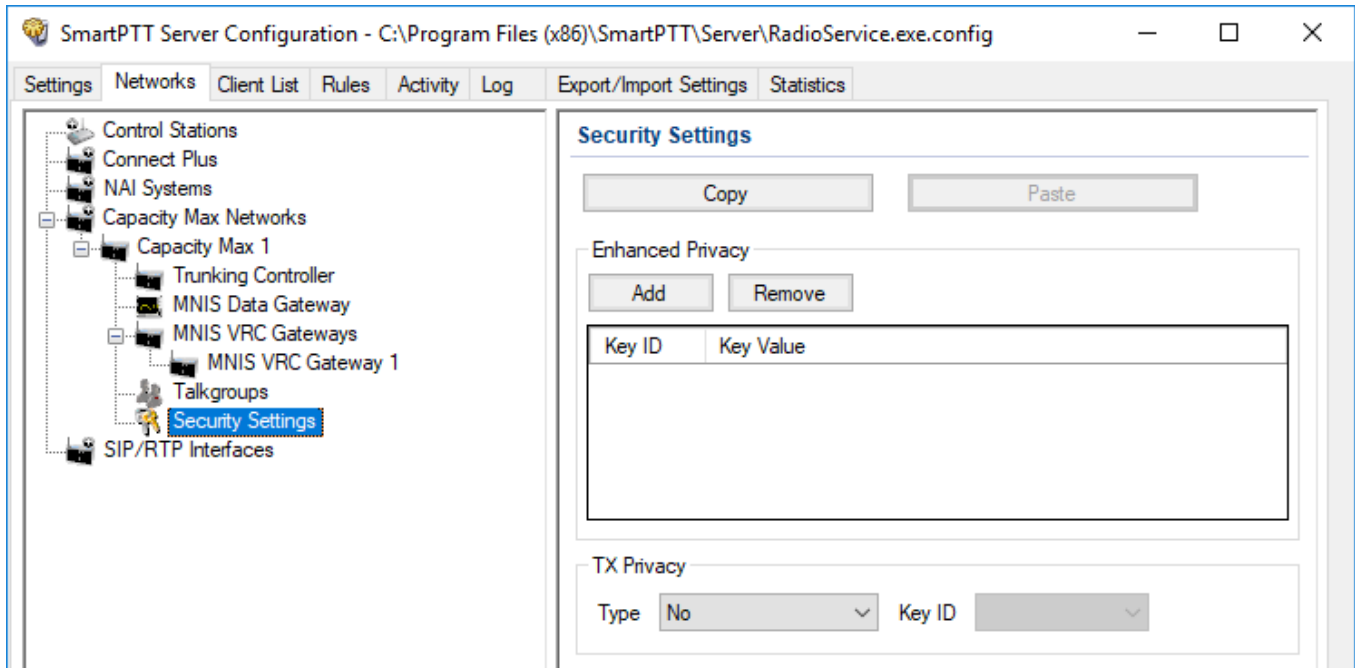 SmartPTT Server Configuration - C:\Program Files (x86)\SmartPTT\Server\RadioService.exe.config
Settings Networks Client List Rules Activity Log Export/Import Settings Statistics
Control Stations
Connect Plus
NAI Systems
Capacity Max Networks
Capacity Max 1
Trunking Controller
MNIS Data Gateway
MNIS VRC Gateways
MNIS VRC Gateway 1
Talkgroups
Security Settings
SIP/RTP Interfaces
Security Settings
Copy Paste
Enhanced Privacy
Add Remove
Key ID Key Value
TX Privacy
Type No Key ID